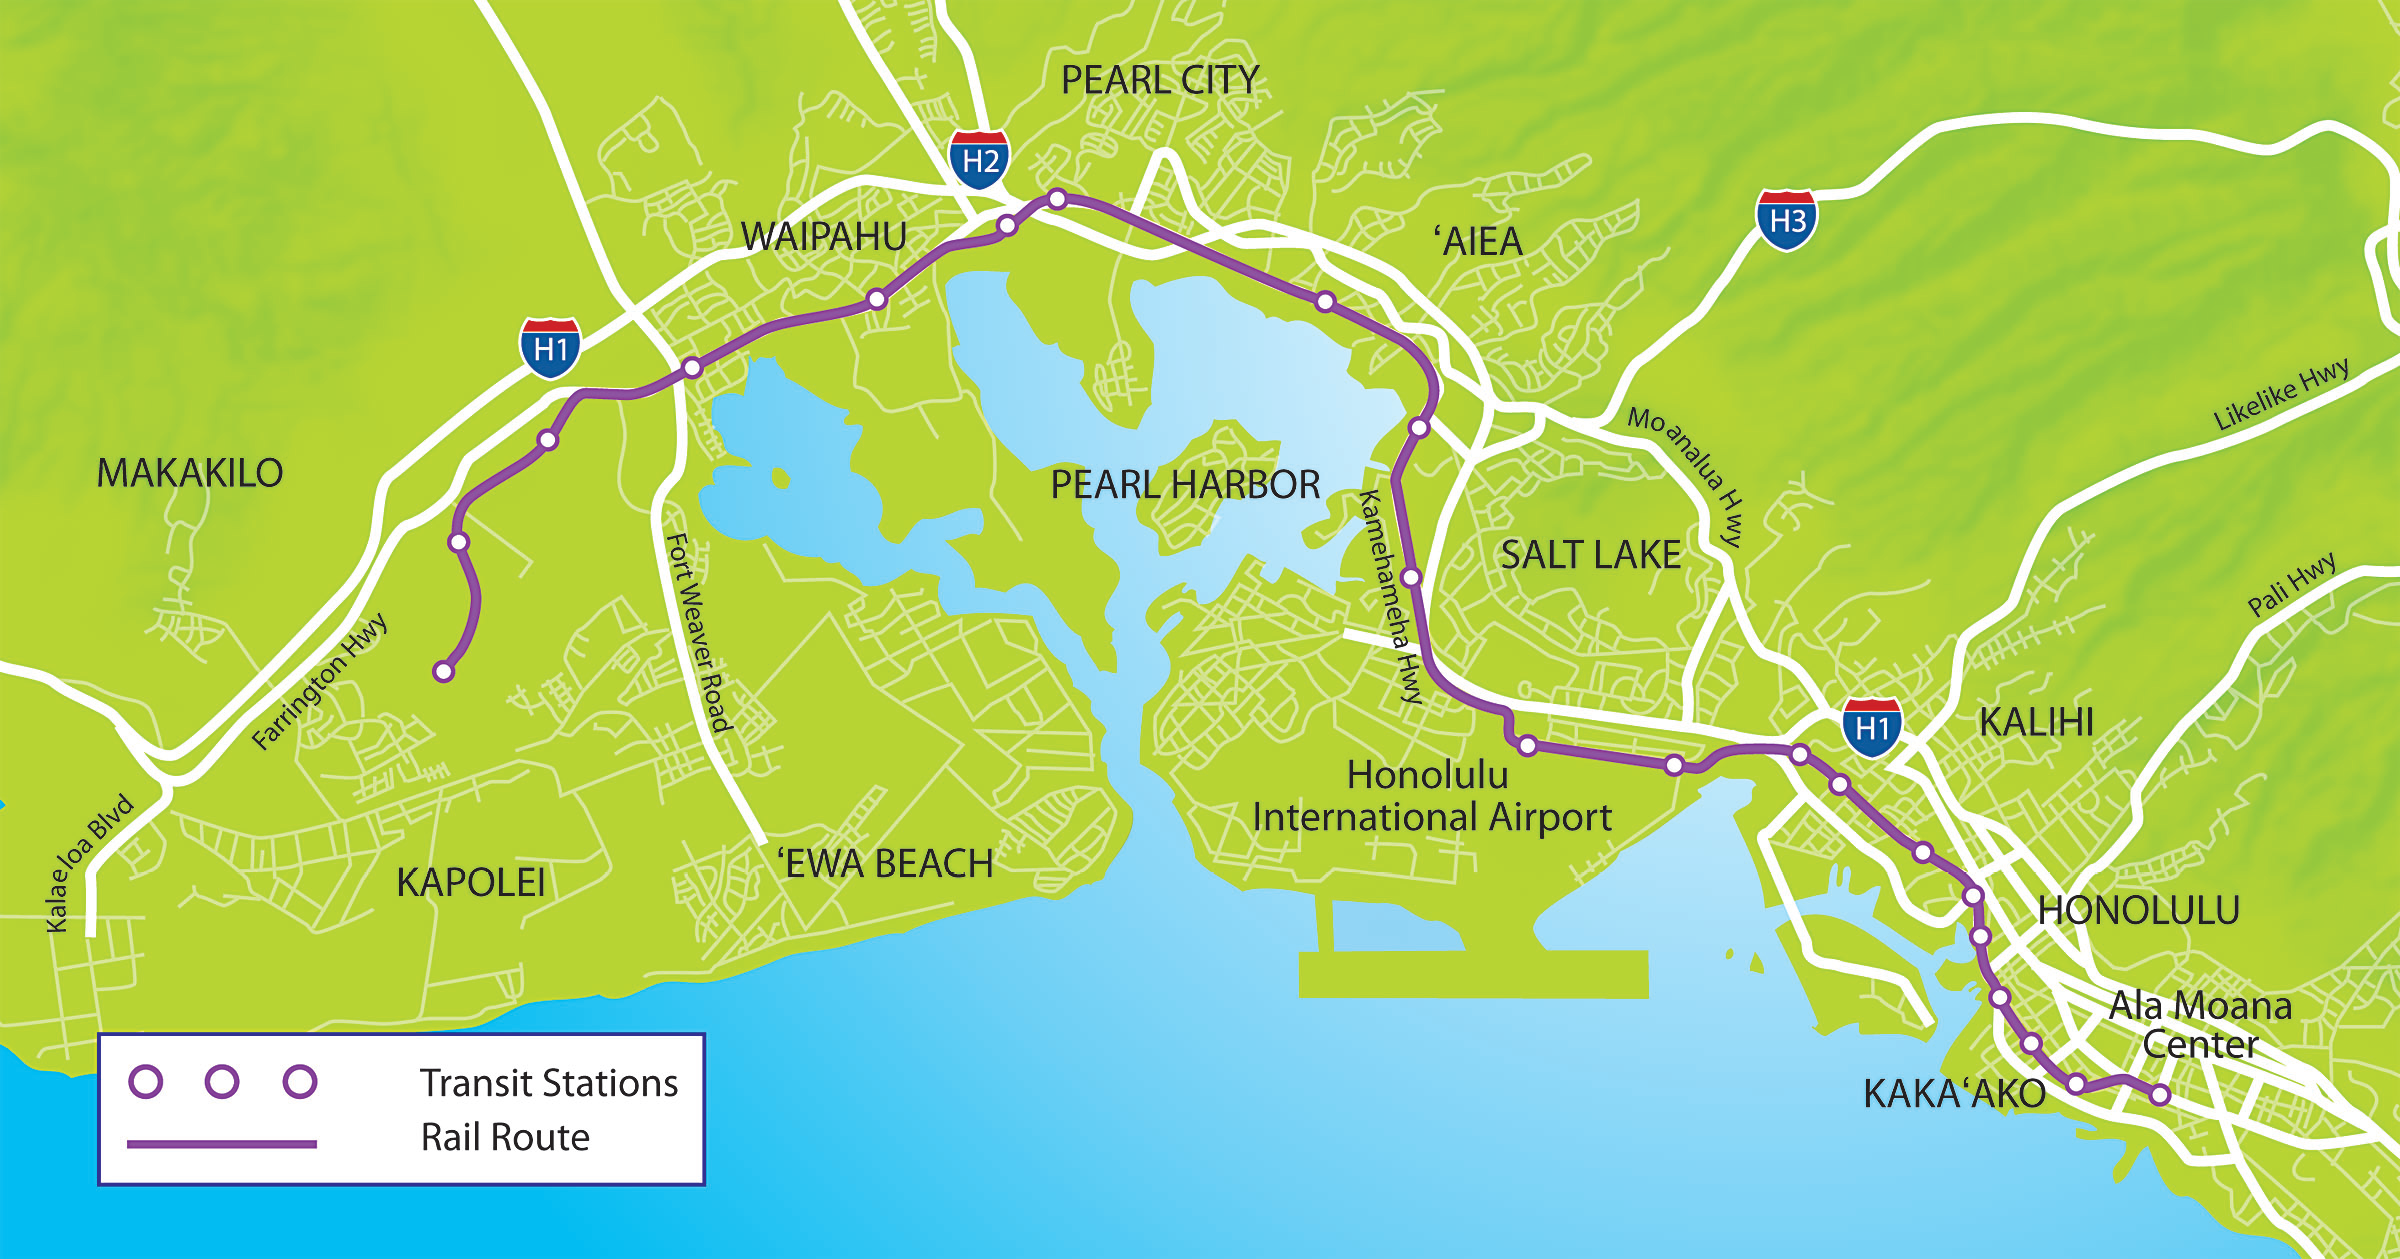 PEARL CITY
H2
H3
WAIPAHU
‘AIEA
H1
Likelike Hwy
Moanalua Hwy
MAKAKILO
PEARL HARBOR
Kamehameha Hwy
SALT LAKE
Pali Hwy
Fort Weaver Road
Farrington Hwy
H1
KALIHI
Honolulu
International Airport
Kalaeloa Blvd
KAPOLEI
‘EWA BEACH
HONOLULU
Ala Moana
Center
KAKA‘AKO
Transit Stations
Rail Route